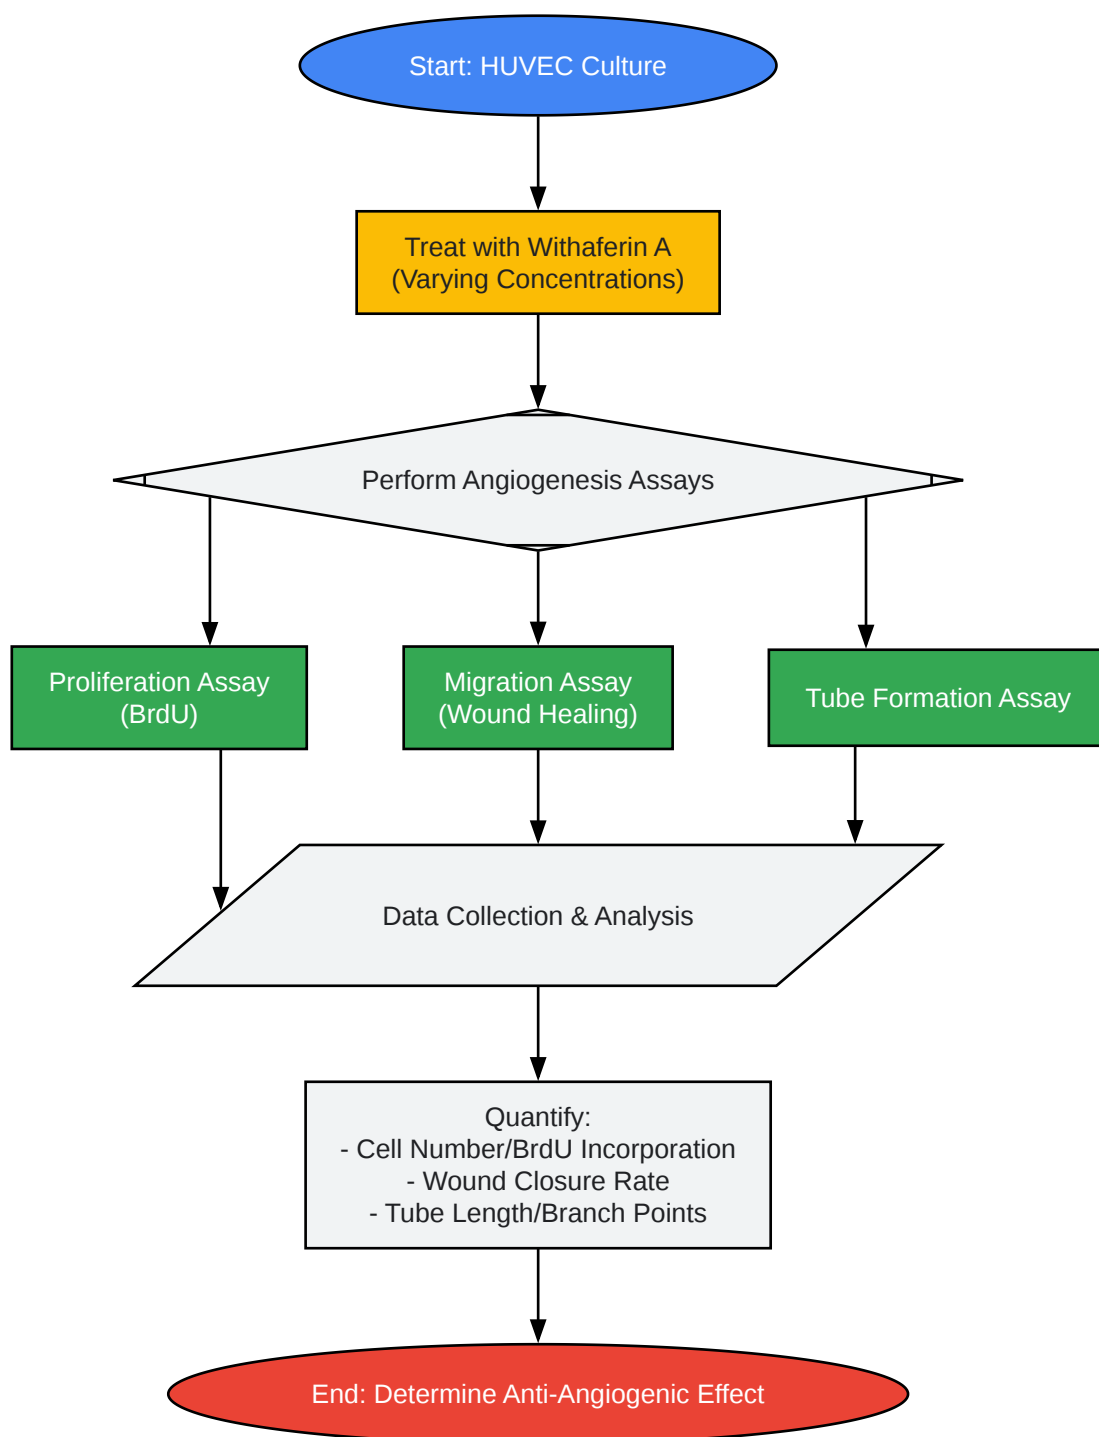 Start: HUVEC Culture
Treat with Withaferin A
(Varying Concentrations)
Perform Angiogenesis Assays
Proliferation Assay
(BrdU)
Migration Assay
(Wound Healing)
Tube Formation Assay
Data Collection & Analysis
Quantify:
- Cell Number/BrdU Incorporation
- Wound Closure Rate
- Tube Length/Branch Points
End: Determine Anti-Angiogenic Effect